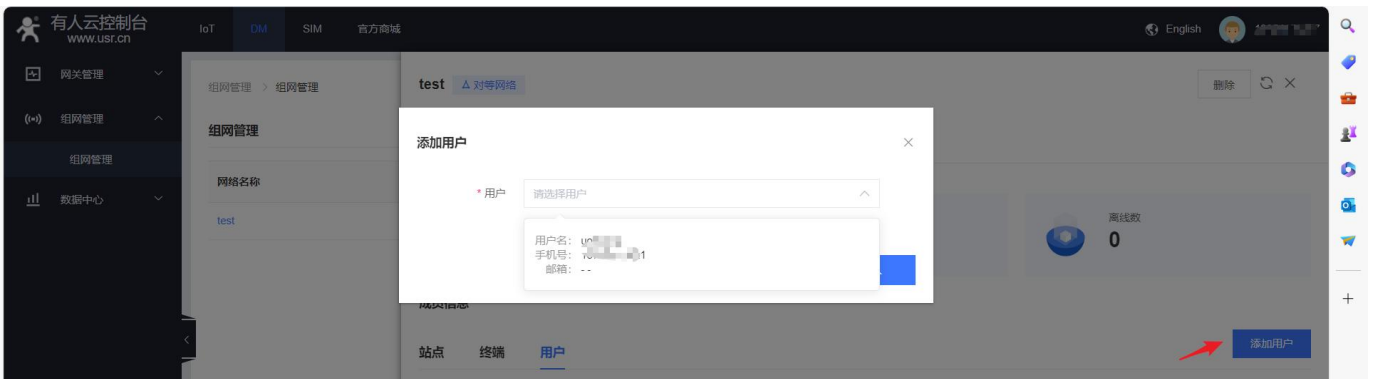 有人云控制台
www.usr.cn
IoT DM SIM 官方商城
English
网关管理
组网管理
组网管理
数据中心
组网管理 > 组网管理
组网管理
网络名称
test
test 对等网络
删除
添加用户
* 用户 请选择用户
用户名:
手机号: 1
邮箱: - -
离线数
0
成员信息
站点 终端 用户
添加用户